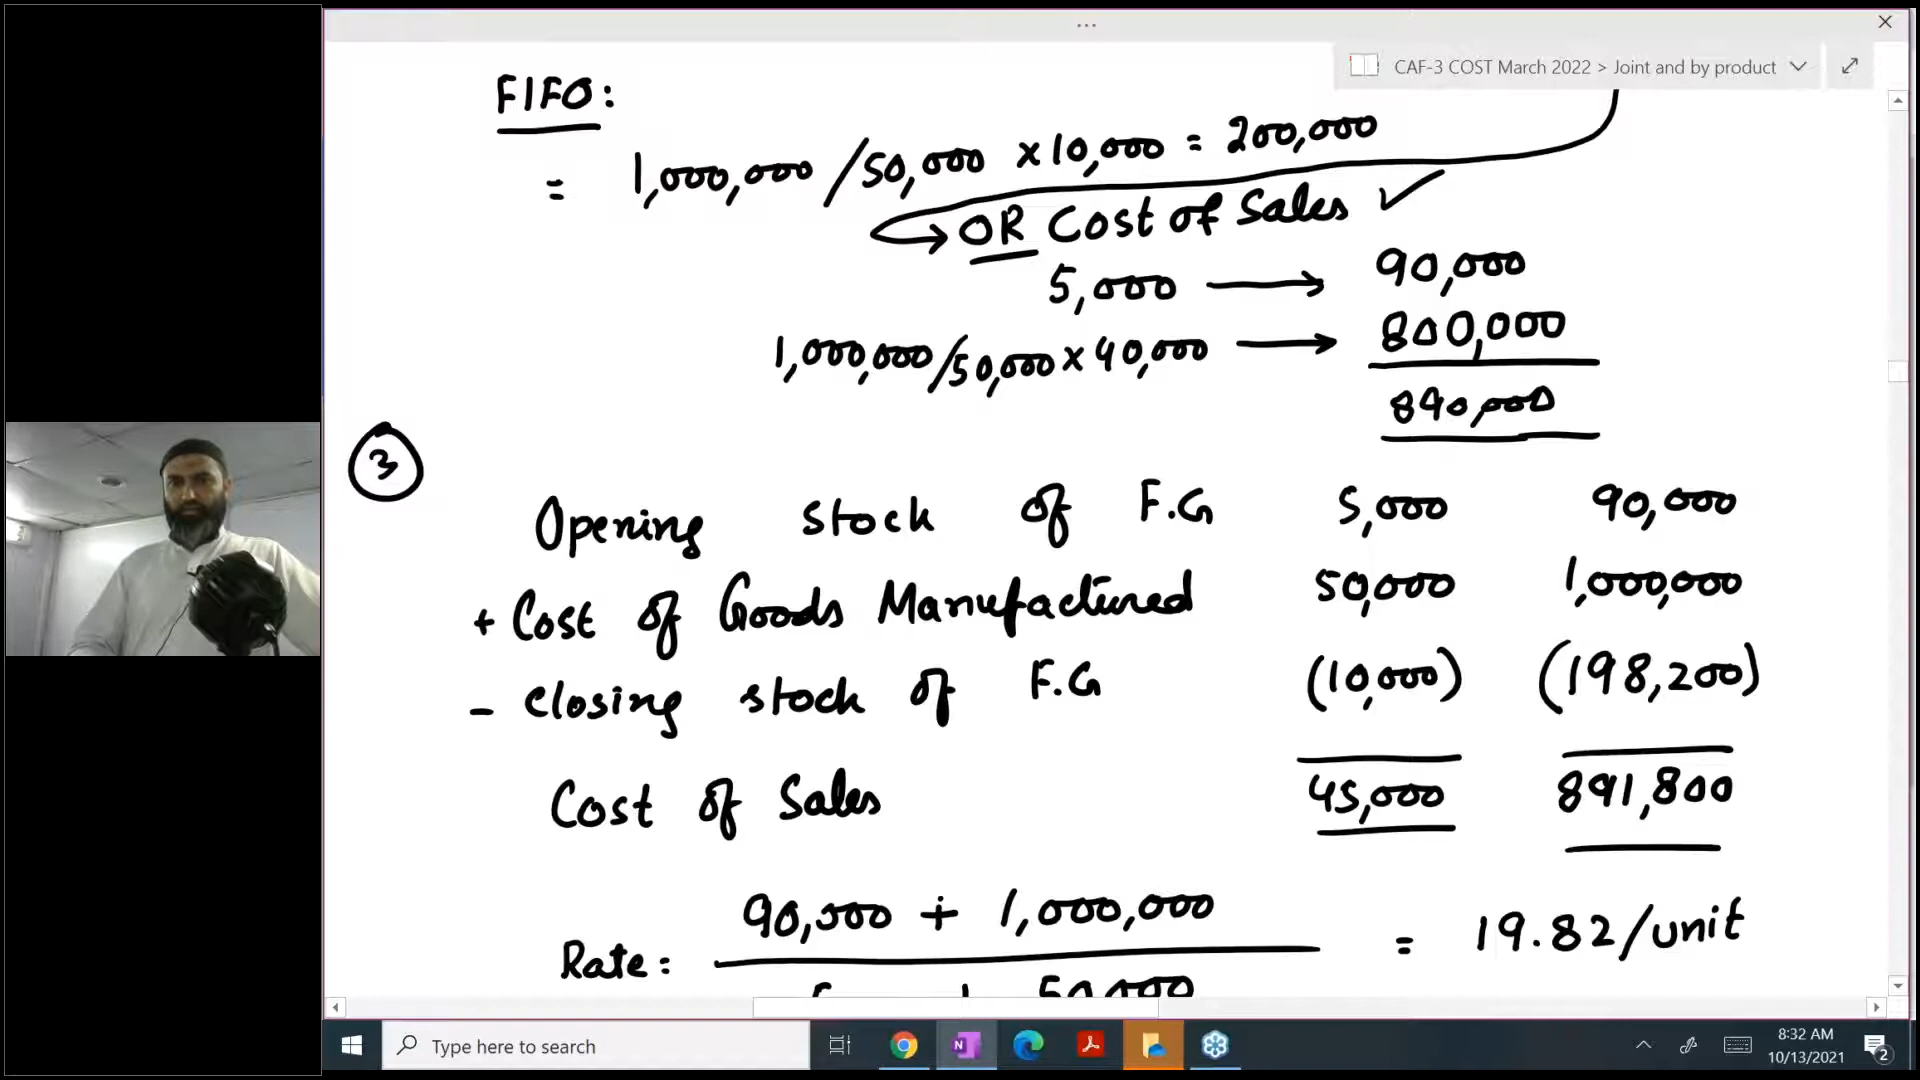 ...
CAF-3 COST March 2022 > Joint and by product
FIFO:
= 1,000,000 / 50,000 × 10,000 = 200,000
OR Cost of Sales ✓
5,000 → 90,000
1,000,000/50,000 × 40,000 → 800,000
890,000
3
Opening stock of F.G 5,000 90,000
+ Cost of Goods Manufactured 50,000 1,000,000
- closing stock of F.G (10,000) (198,200)
Cost of Sales 45,000 891,800
90,000 + 1,000,000
Rate: = 19.82/unit
+ 50,000
Type here to search
8:32 AM
10/13/2021
2